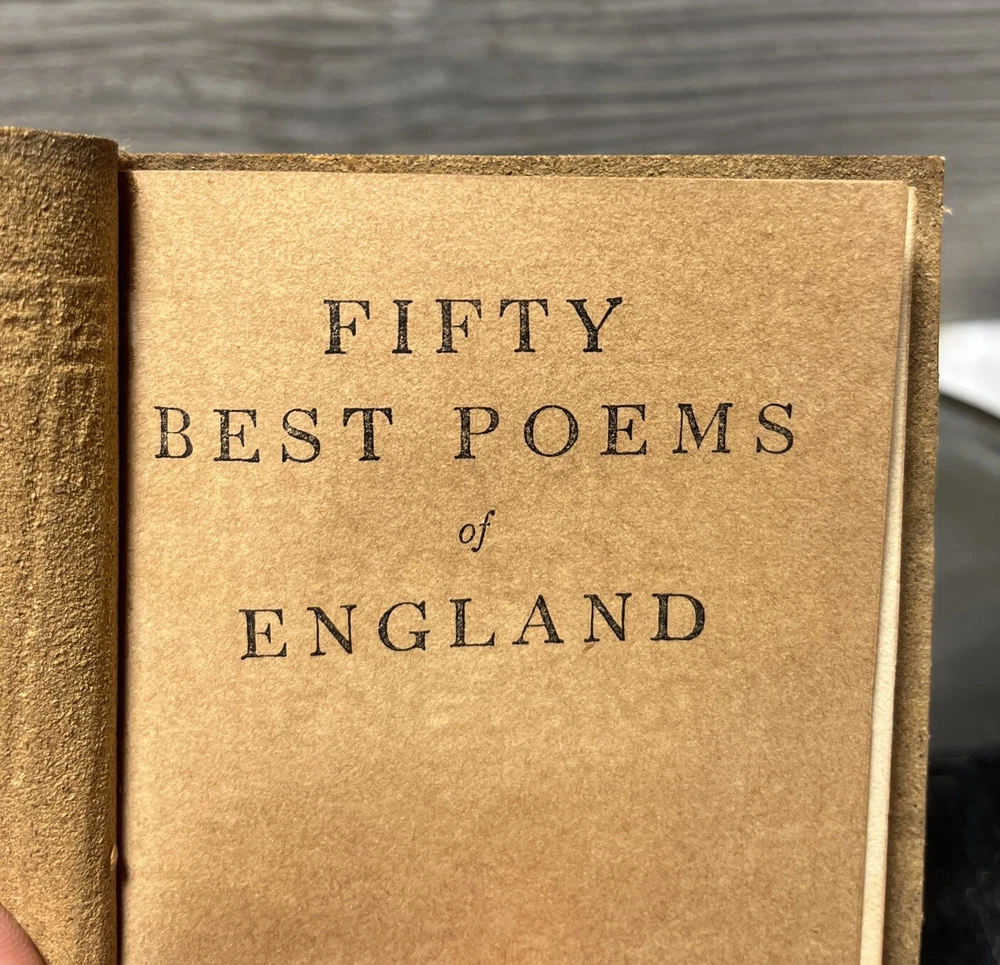 FIFTY
BEST POEMS
of
ENGLAND